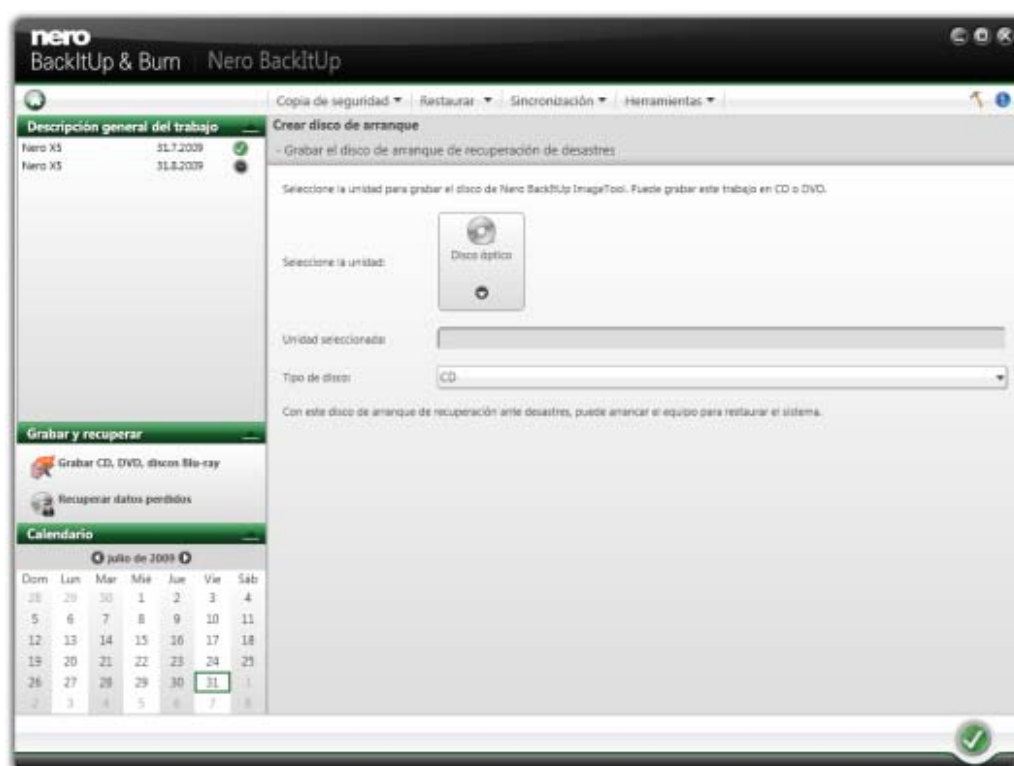 nero
BackItUp & Burn | Nero BackItUp
Copia de seguridad Restaurar Sincronización Herramientas
Descripción general del trabajo
Nero X5 31.7.2009
Nero X5 31.8.2009
Crear disco de arranque
- Grabar el disco de arranque de recuperación de desastres
Seleccione la unidad para grabar el disco de Nero BackItUp ImageTool. Puede grabar este trabajo en CD o DVD.
Seleccione la unidad:
Disco óptico
Unidad seleccionada:
Tipo de disco:
CD
Con este disco de arranque de recuperación ante desastres, puede arrancar el equipo para restaurar el sistema.
Grabar y recuperar
Grabar CD, DVD, discos Blu-ray
Recuperar datos perdidos
Calendario
julio de 2009
Dom Lun Mar Mié Jue Vie Sáb
28 29 30 1 2 3 4
5 6 7 8 9 10 11
12 13 14 15 16 17 18
19 20 21 22 23 24 25
26 27 28 29 30 31 1
2 3 4 5 6 7 8